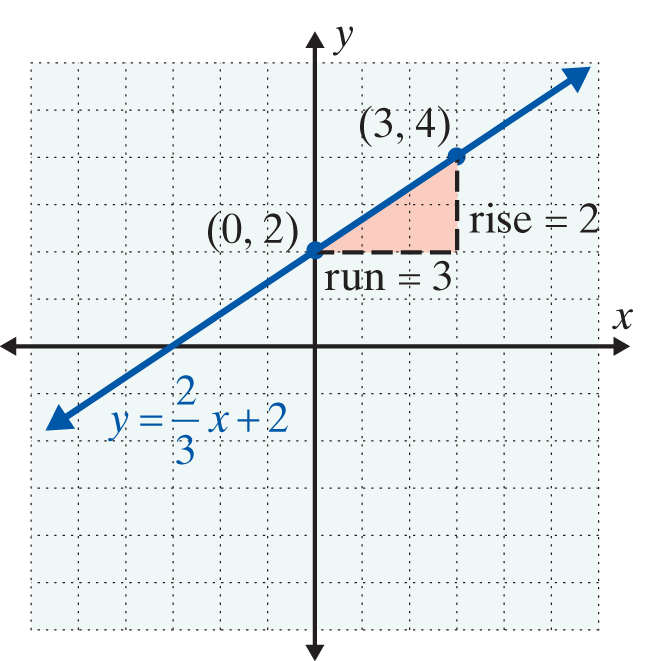 y
(3, 4)
(0, 2)
rise = 2
run = 3
x
y = 2/3 x + 2